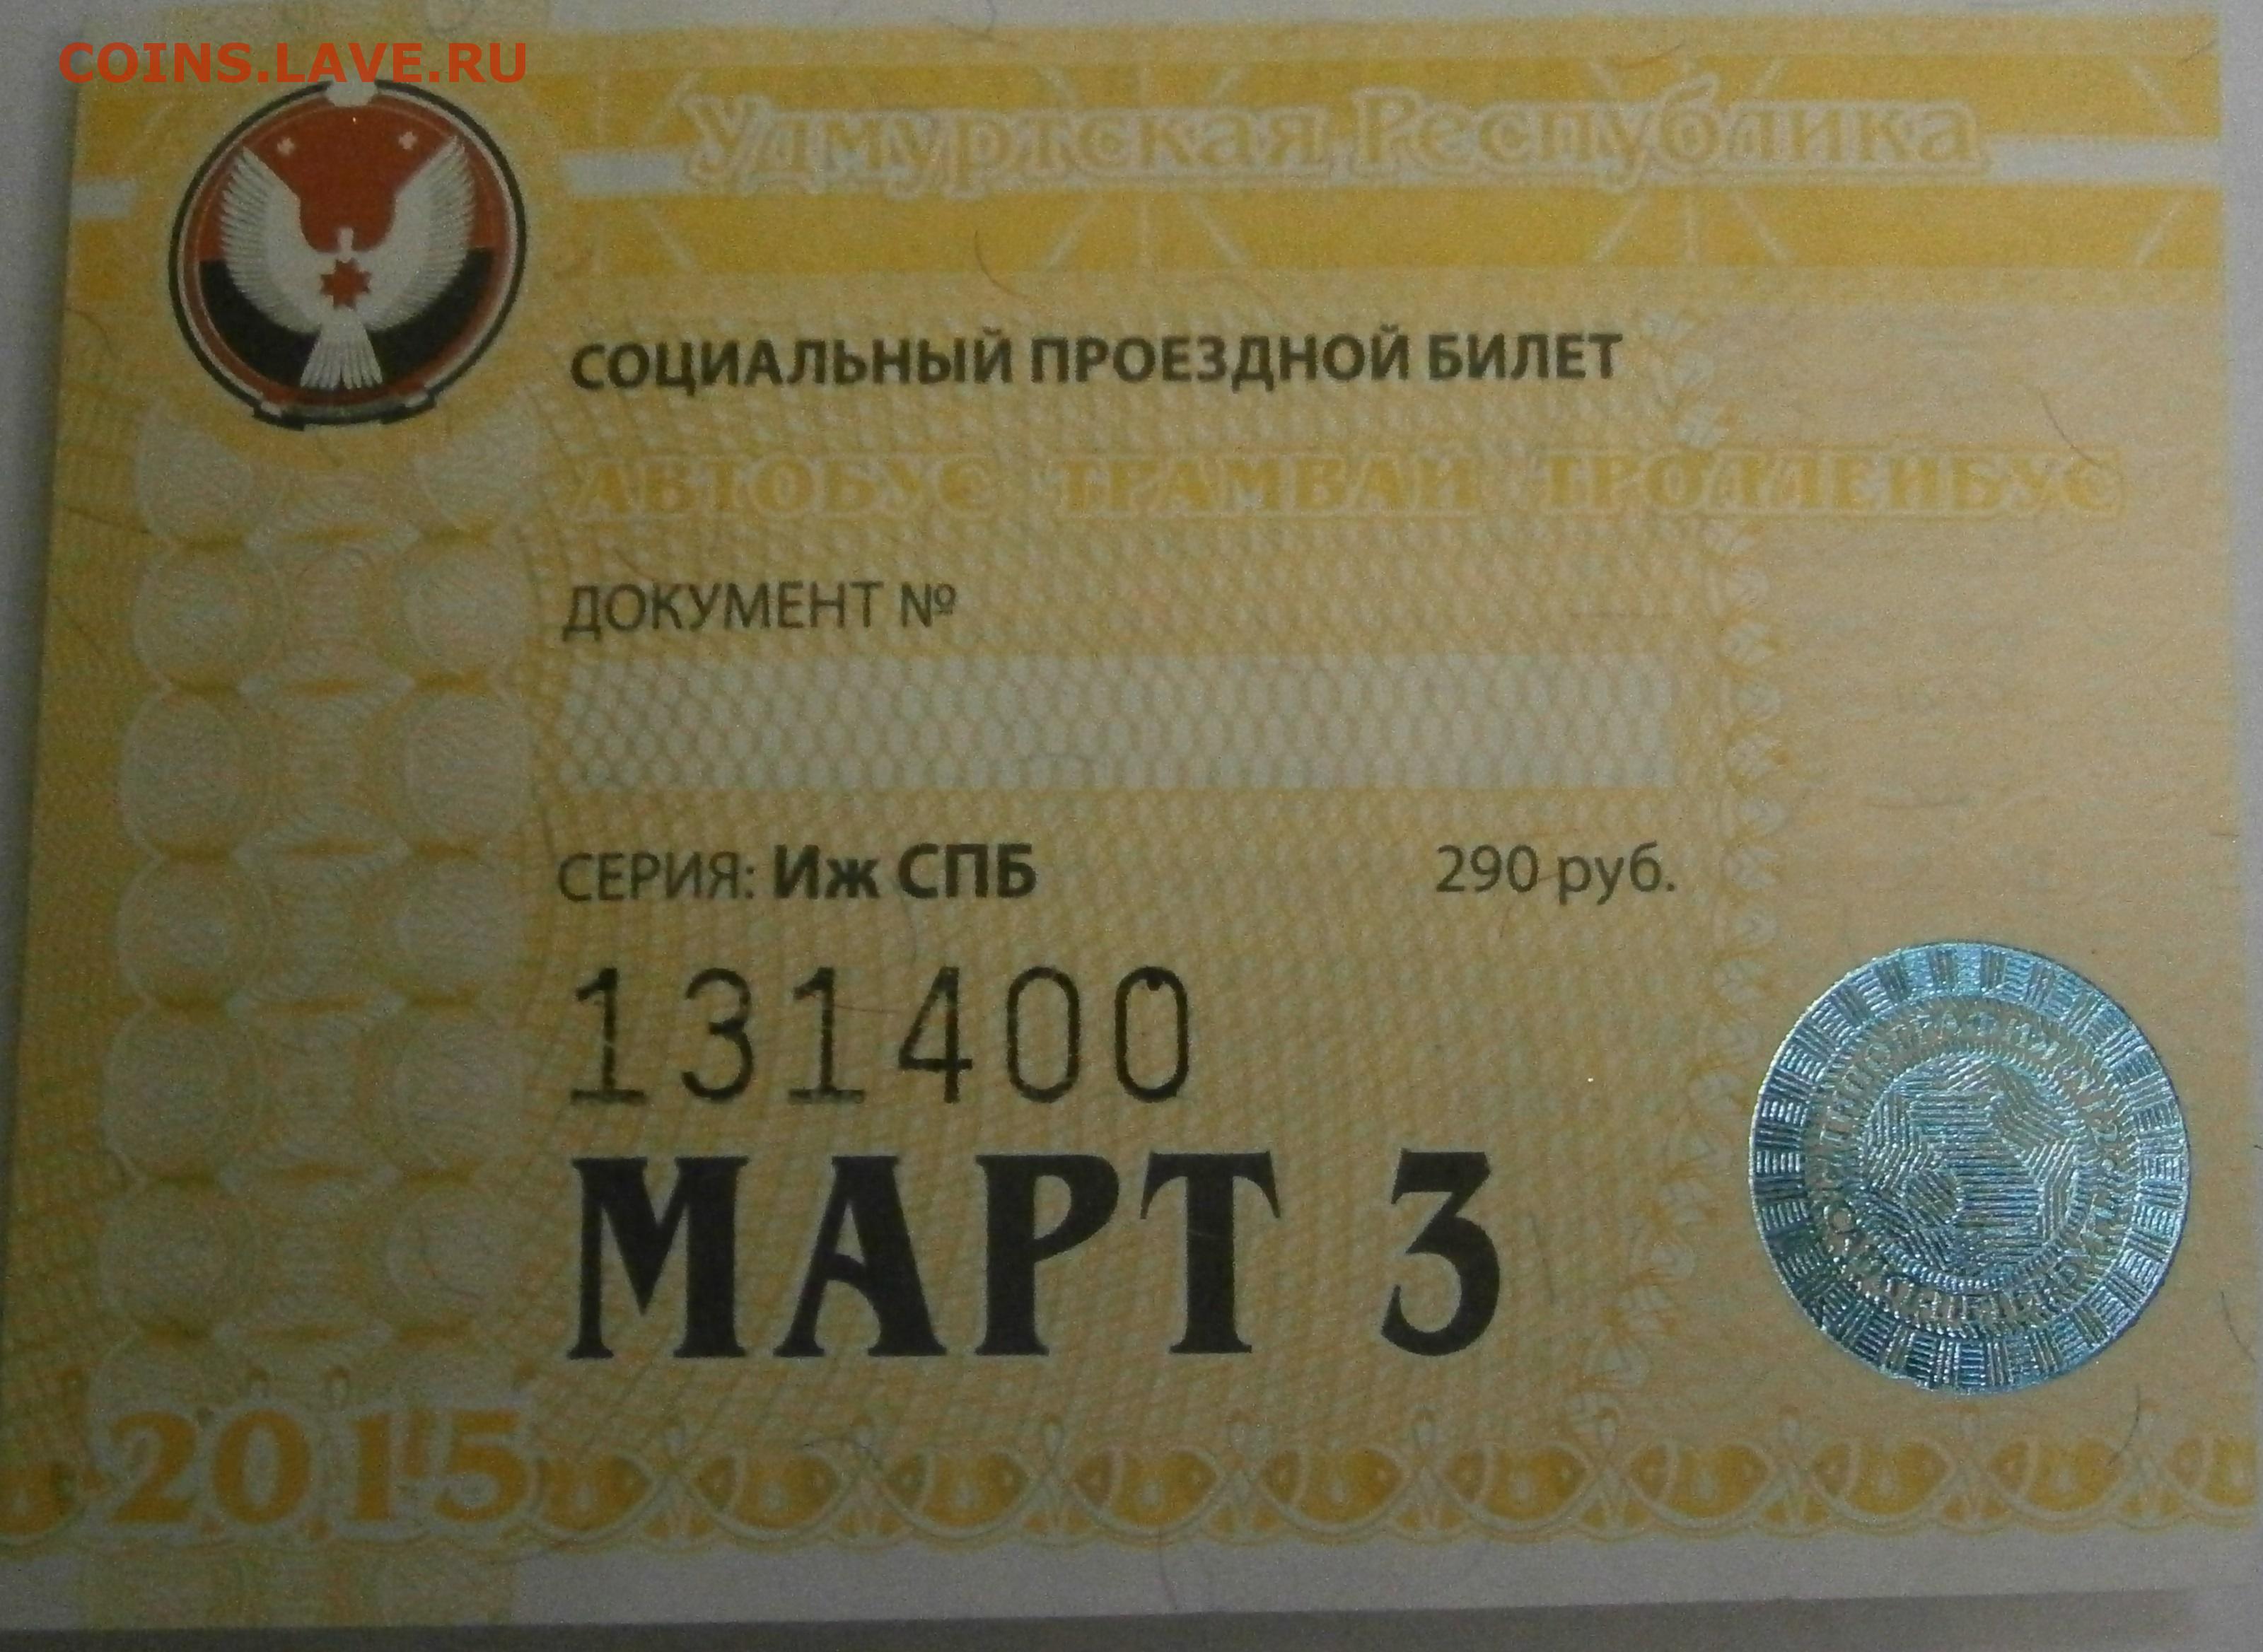 COINS.LAVE.RU
Удмуртская Республика
СОЦИАЛЬНЫЙ ПРОЕЗДНОЙ БИЛЕТ
АВТОБУС ТРАМВАЙ ТРОЛЛЕЙБУС
ДОКУМЕНТ №
СЕРИЯ: Иж СПБ 290 руб.
131400
МАРТ 3
2015